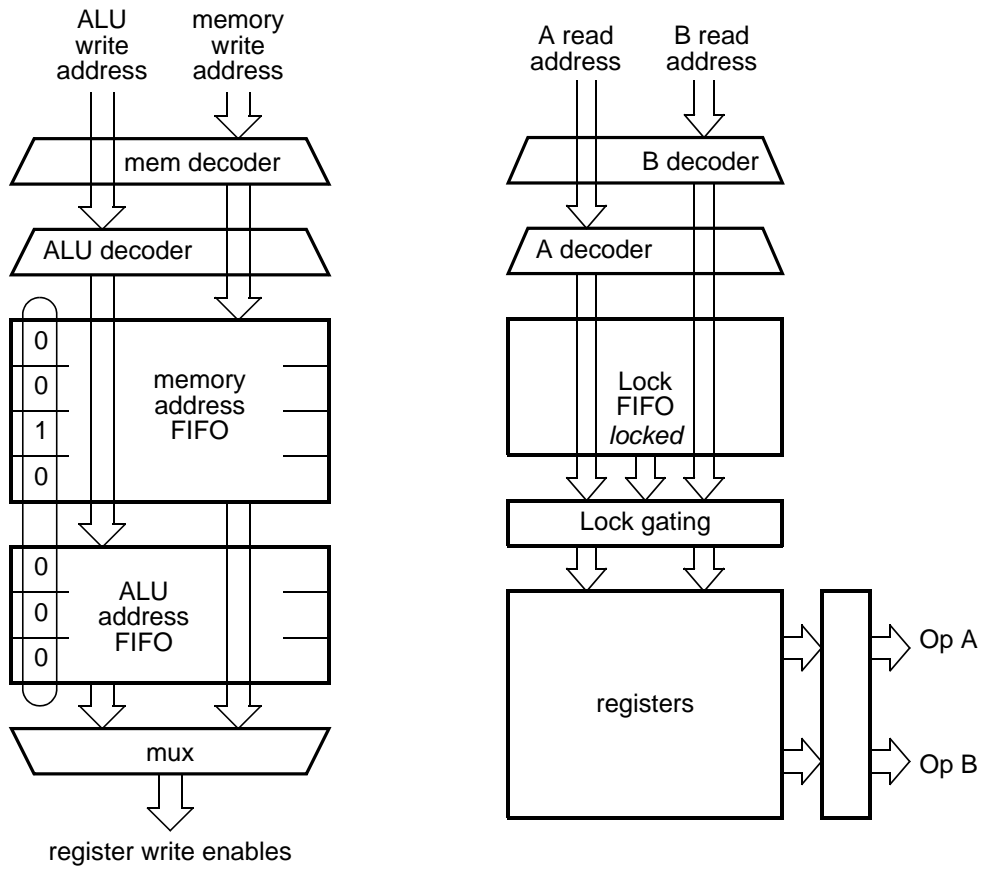 ALU
write
address
memory
write
address
mem decoder
ALU decoder
0
0
1
0
memory
address
FIFO
0
0
0
ALU
address
FIFO
mux
register write enables
A read
address
B read
address
B decoder
A decoder
Lock
FIFO
locked
Lock gating
registers
Op A
Op B